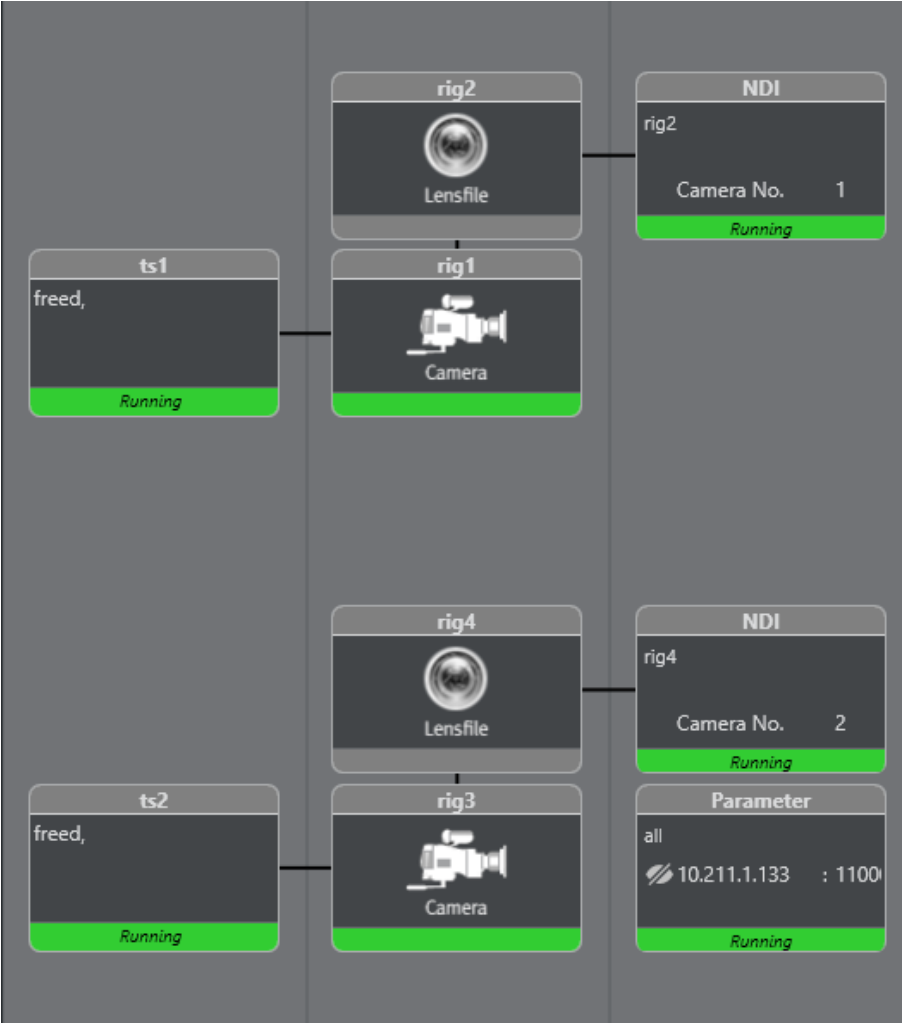 rig2
Lensfile
NDI
rig2
Camera No. 1
Running
ts1
freed,
Running
rig1
Camera
rig4
Lensfile
NDI
rig4
Camera No. 2
Running
ts2
freed,
Running
rig3
Camera
Parameter
all
10.211.1.133 : 1100
Running